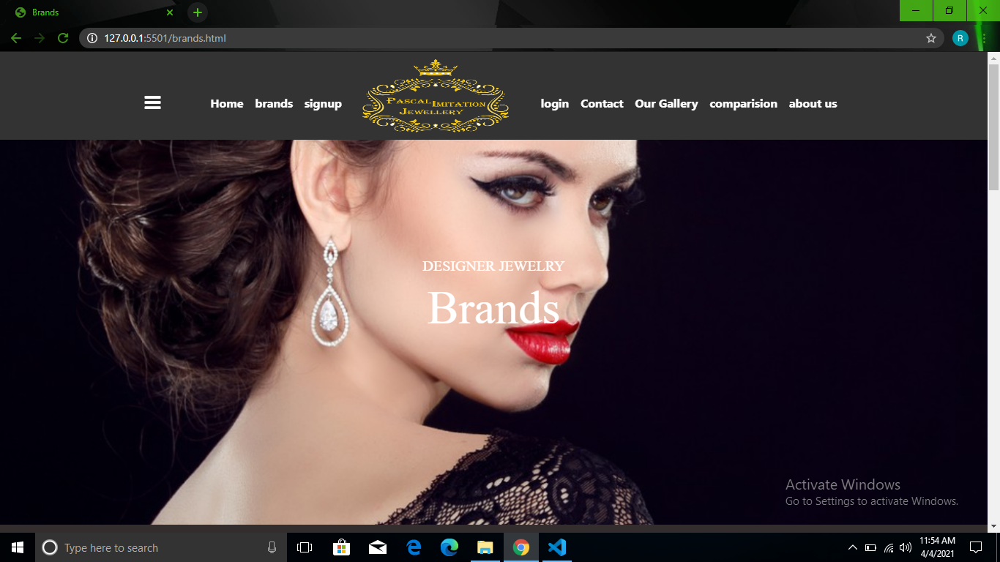 Brands
127.0.0.1:5501/brands.html
R
Home brands signup
PASCAL IMITATION
JEWELLERY
login Contact Our Gallery comparision about us
DESIGNER JEWELRY
Brands
Activate Windows
Go to Settings to activate Windows.
Type here to search
11:54 AM
4/4/2021